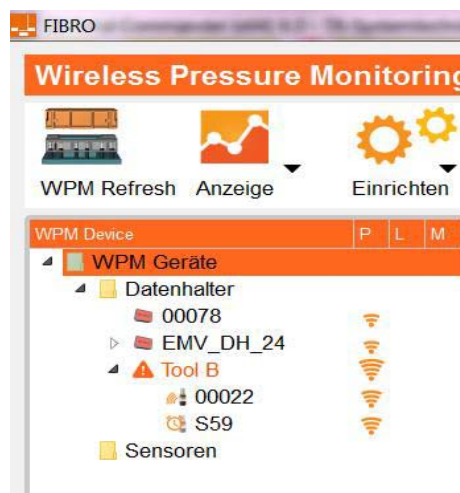 FIBRO
Wireless Pressure Monitoring
WPM Refresh Anzeige Einrichten
WPM Device P L M
WPM Geräte
Datenhalter
00078
EMV_DH_24
Tool B
00022
S59
Sensoren